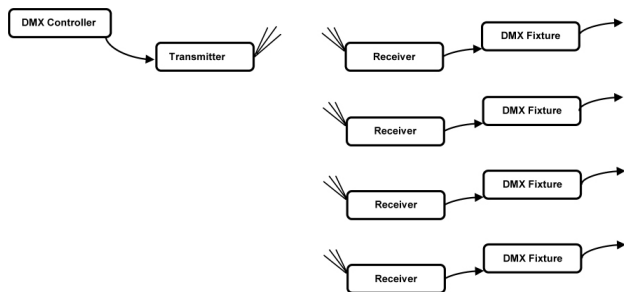 DMX Controller
Transmitter
Receiver
DMX Fixture
Receiver
DMX Fixture
Receiver
DMX Fixture
Receiver
DMX Fixture